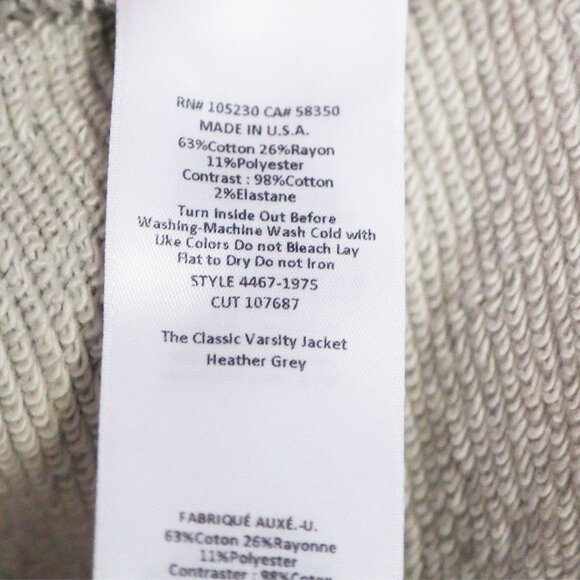 RN# 105230 CA# 58350
MADE IN U.S.A.
63%Cotton 26%Rayon
11%Polyester
Contrast : 98%Cotton
2%Elastane
Turn Inside Out Before
Washing-Machine Wash Cold with
Like Colors Do not Bleach Lay
Flat to Dry Do not Iron
STYLE 4467-1975
CUT 107687
The Classic Varsity Jacket
Heather Grey
FABRIQUÉ AUXÉ.-U.
63%Coton 26%Rayonne
11%Polyester
Contraster : 98%Coton